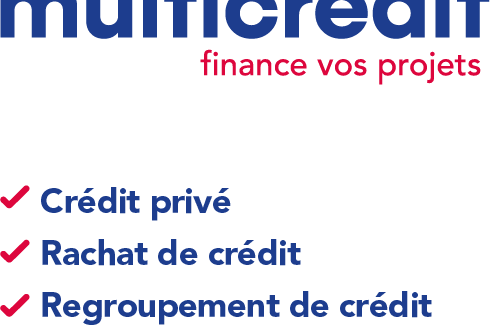 multicredit
finance vos projets
Crédit privé
Rachat de crédit
Regroupement de crédit